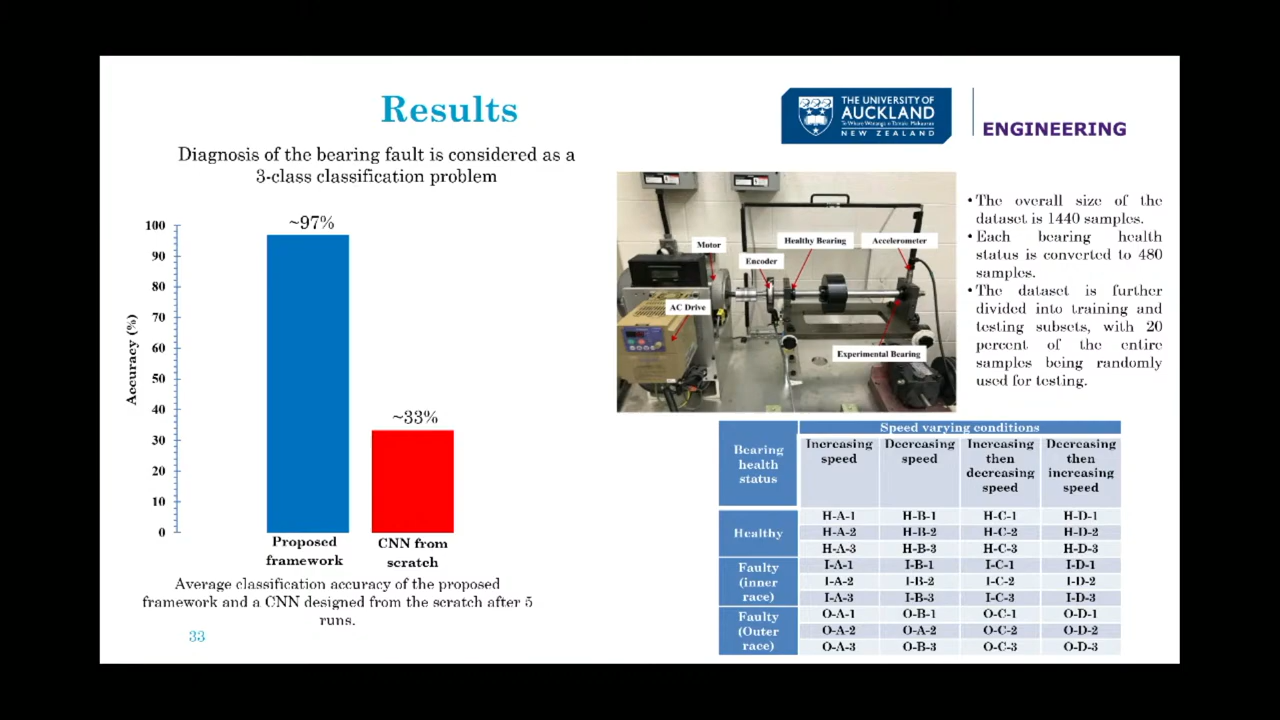 Results
THE UNIVERSITY OF
AUCKLAND
Te Whare Wānanga o Tāmaki Makaurau
NEW ZEALAND
ENGINEERING
Diagnosis of the bearing fault is considered as a
3-class classification problem
Accuracy (%)
100
90
80
70
60
50
40
30
20
10
0
~97%
~33%
Proposed
framework
CNN from
scratch
Average classification accuracy of the proposed
framework and a CNN designed from the scratch after 5
runs.
33
Motor
Encoder
Healthy Bearing
Accelerometer
AC Drive
Experimental Bearing
•The overall size of the
dataset is 1440 samples.
•Each bearing health
status is converted to 480
samples.
•The dataset is further
divided into training and
testing subsets, with 20
percent of the entire
samples being randomly
used for testing.
Bearing
health
status
Speed varying conditions
Increasing
speed
Decreasing
speed
Increasing
then
decreasing
speed
Decreasing
then
increasing
speed
Healthy
H-A-1 H-B-1 H-C-1 H-D-1
H-A-2 H-B-2 H-C-2 H-D-2
H-A-3 H-B-3 H-C-3 H-D-3
Faulty
(inner
race)
I-A-1 I-B-1 I-C-1 I-D-1
I-A-2 I-B-2 I-C-2 I-D-2
I-A-3 I-B-3 I-C-3 I-D-3
Faulty
(Outer
race)
O-A-1 O-B-1 O-C-1 O-D-1
O-A-2 O-A-2 O-C-2 O-D-2
O-A-3 O-B-3 O-C-3 O-D-3